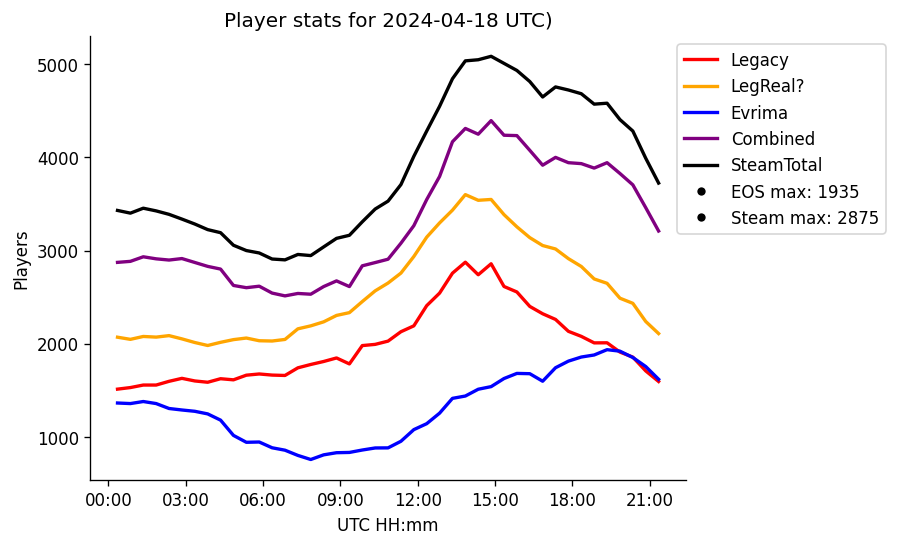 Player stats for 2024-04-18 UTC)
Players
5000
4000
3000
2000
1000
00:00 03:00 06:00 09:00 12:00 15:00 18:00 21:00
UTC HH:mm
Legacy
LegReal?
Evrima
Combined
SteamTotal
EOS max: 1935
Steam max: 2875